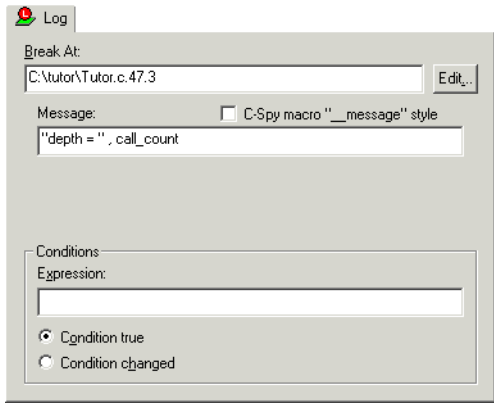 Log
Break At:
C:\tutor\Tutor.c.47.3
Edit...
Message:
C-Spy macro "__message" style
"depth = " , call_count
Conditions
Expression:
Condition true
Condition changed